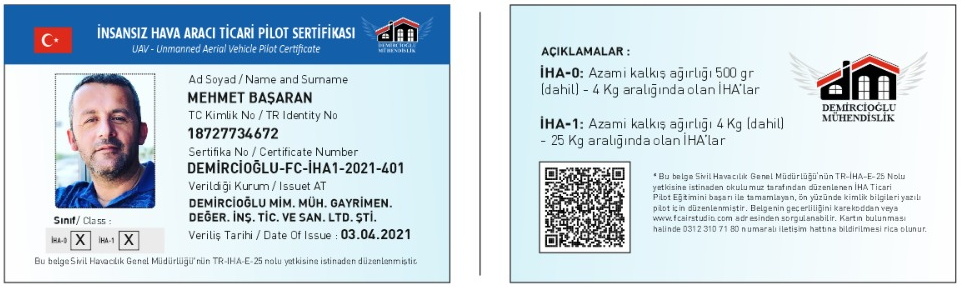 İNSANSIZ HAVA ARACI TİCARİ PİLOT SERTİFİKASI
UAV - Unmanned Aerial Vehicle Pilot Certificate
DEMİRCİOĞLU
MÜHENDİSLİK
Ad Soyad / Name and Surname
MEHMET BAŞARAN
TC Kimlik No / TR Identity No
18727734672
Sertifika No / Certificate Number
DEMİRCİOĞLU-FC-İHA1-2021-401
Verildiği Kurum / Issuet AT
DEMİRCİOĞLU MİM. MÜH. GAYRİMEN.
DEĞER. İNŞ. TİC. VE SAN. LTD. ŞTİ.
Veriliş Tarihi / Date Of Issue : 03.04.2021
Sınıf/ Class :
İHA-0 X İHA-1 X
Bu belge Sivil Havacılık Genel Müdürlüğü'nün TR-IHA-E-25 nolu yetkisine istinaden düzenlenmiştir.
AÇIKLAMALAR :
İHA-0: Azami kalkış ağırlığı 500 gr
(dahil) - 4 Kg aralığında olan İHA'lar
İHA-1: Azami kalkış ağırlığı 4 Kg (dahil)
- 25 Kg aralığında olan İHA'lar
DEMİRCİOĞLU
MÜHENDİSLİK
* Bu belge Sivil Havacılık Genel Müdürlüğü'nün TR-İHA-E-25 Nolu
yetkisine istinaden okulumuz tarafından düzenlenen İHA Ticari
Pilot Eğitimini başarı ile tamamlayan, ön yüzünde kimlik bilgileri yazılı
pilot için düzenlenmiştir. Belgenin geçerliliğini karekoddan veya
www.fcairstudio.com adresinden sorgulanabilir. Kartın bulunması
halinde 0312 310 71 80 numaralı iletişim hattına bildirilmesi rica olunur.